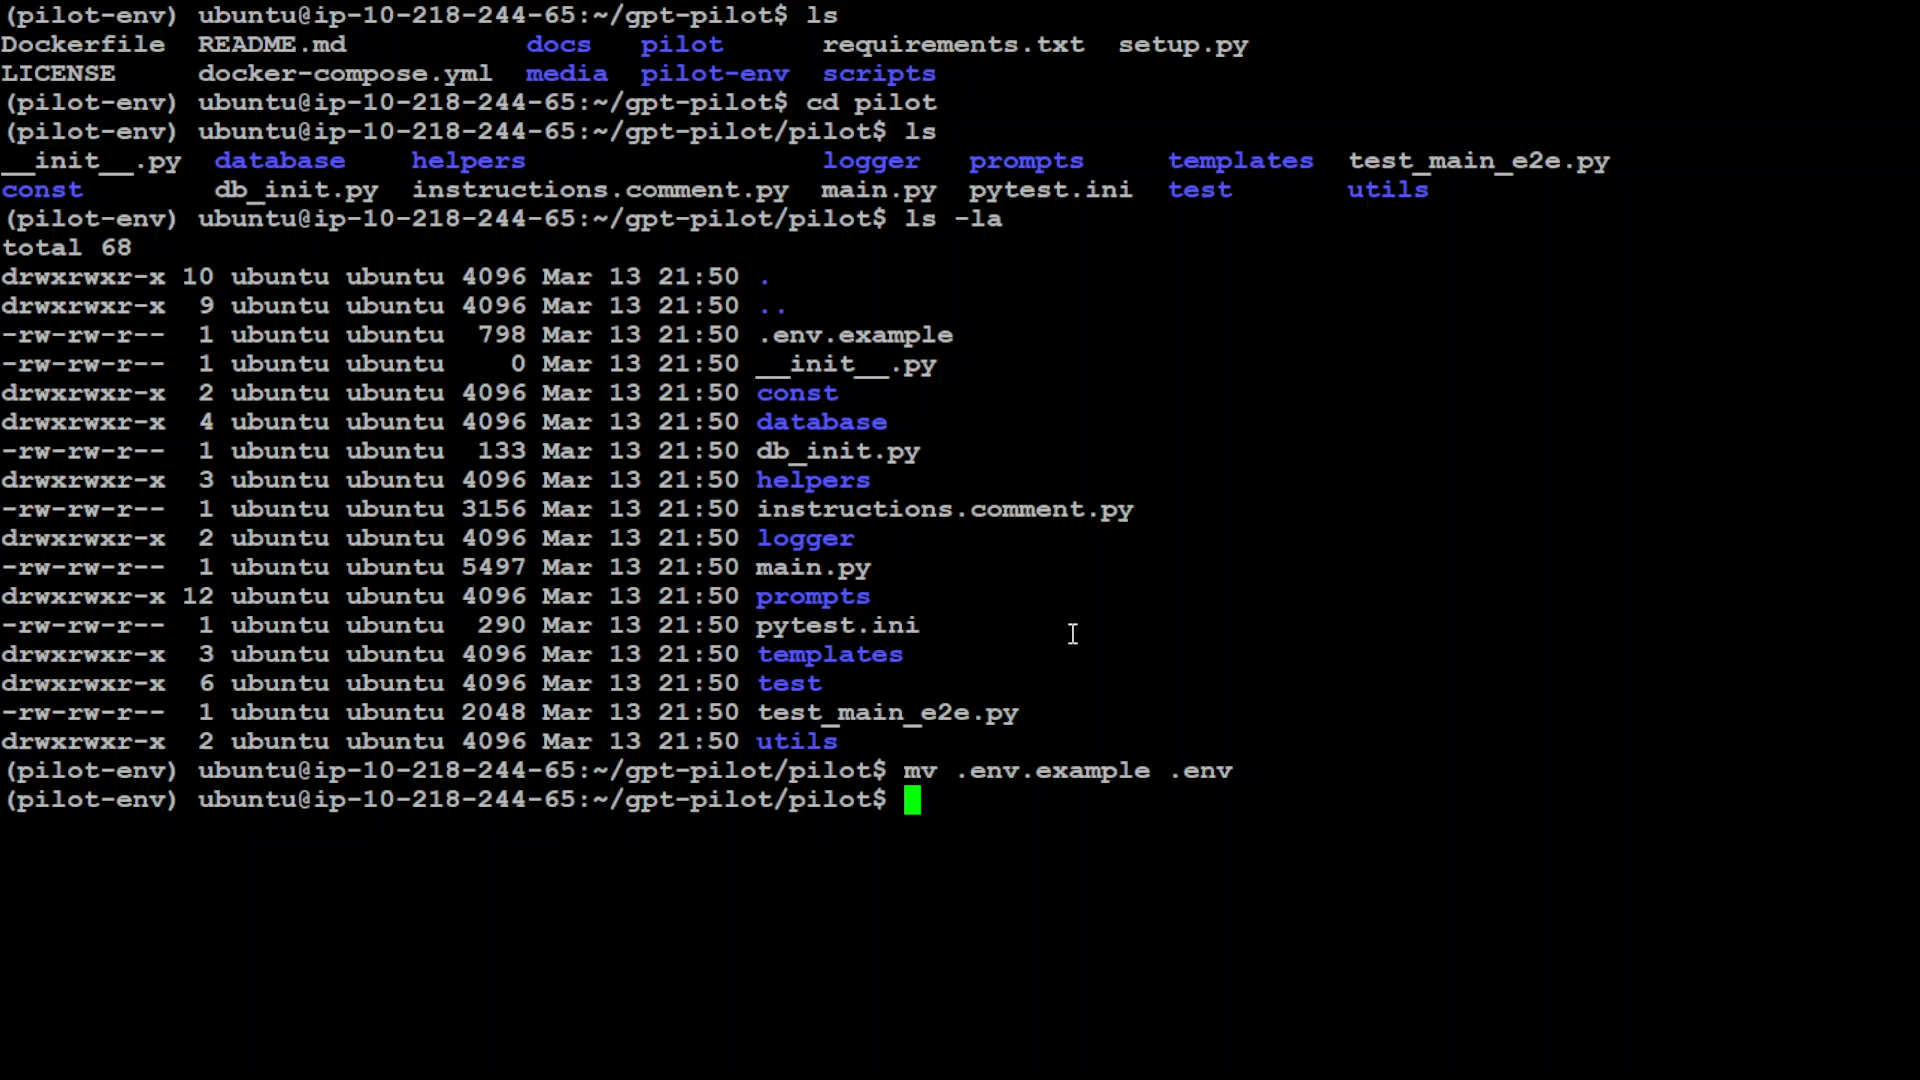 (pilot-env) ubuntu@ip-10-218-244-65:~/gpt-pilot$ ls
Dockerfile  README.md           docs   pilot      requirements.txt  setup.py
LICENSE     docker-compose.yml  media  pilot-env  scripts
(pilot-env) ubuntu@ip-10-218-244-65:~/gpt-pilot$ cd pilot
(pilot-env) ubuntu@ip-10-218-244-65:~/gpt-pilot/pilot$ ls
__init__.py  database    helpers                  logger   prompts     templates  test_main_e2e.py
const        db_init.py  instructions.comment.py  main.py  pytest.ini  test       utils
(pilot-env) ubuntu@ip-10-218-244-65:~/gpt-pilot/pilot$ ls -la
total 68
drwxrwxr-x 10 ubuntu ubuntu 4096 Mar 13 21:50 .
drwxrwxr-x  9 ubuntu ubuntu 4096 Mar 13 21:50 ..
-rw-rw-r--  1 ubuntu ubuntu  798 Mar 13 21:50 .env.example
-rw-rw-r--  1 ubuntu ubuntu    0 Mar 13 21:50 __init__.py
drwxrwxr-x  2 ubuntu ubuntu 4096 Mar 13 21:50 const
drwxrwxr-x  4 ubuntu ubuntu 4096 Mar 13 21:50 database
-rw-rw-r--  1 ubuntu ubuntu  133 Mar 13 21:50 db_init.py
drwxrwxr-x  3 ubuntu ubuntu 4096 Mar 13 21:50 helpers
-rw-rw-r--  1 ubuntu ubuntu 3156 Mar 13 21:50 instructions.comment.py
drwxrwxr-x  2 ubuntu ubuntu 4096 Mar 13 21:50 logger
-rw-rw-r--  1 ubuntu ubuntu 5497 Mar 13 21:50 main.py
drwxrwxr-x 12 ubuntu ubuntu 4096 Mar 13 21:50 prompts
-rw-rw-r--  1 ubuntu ubuntu  290 Mar 13 21:50 pytest.ini
drwxrwxr-x  3 ubuntu ubuntu 4096 Mar 13 21:50 templates
drwxrwxr-x  6 ubuntu ubuntu 4096 Mar 13 21:50 test
-rw-rw-r--  1 ubuntu ubuntu 2048 Mar 13 21:50 test_main_e2e.py
drwxrwxr-x  2 ubuntu ubuntu 4096 Mar 13 21:50 utils
(pilot-env) ubuntu@ip-10-218-244-65:~/gpt-pilot/pilot$ mv .env.example .env
(pilot-env) ubuntu@ip-10-218-244-65:~/gpt-pilot/pilot$